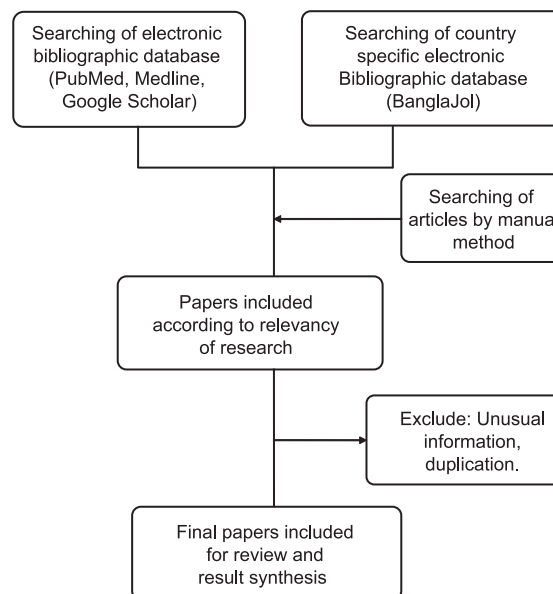 Searching of electronic
bibliographic database
(PubMed, Medline,
Google Scholar)
Searching of country
specific electronic
Bibliographic database
(BanglaJol)
Searching of
articles by manual
method
Papers included
according to relevancy
of research
Exclude: Unusual
information,
duplication.
Final papers included
for review and
result synthesis